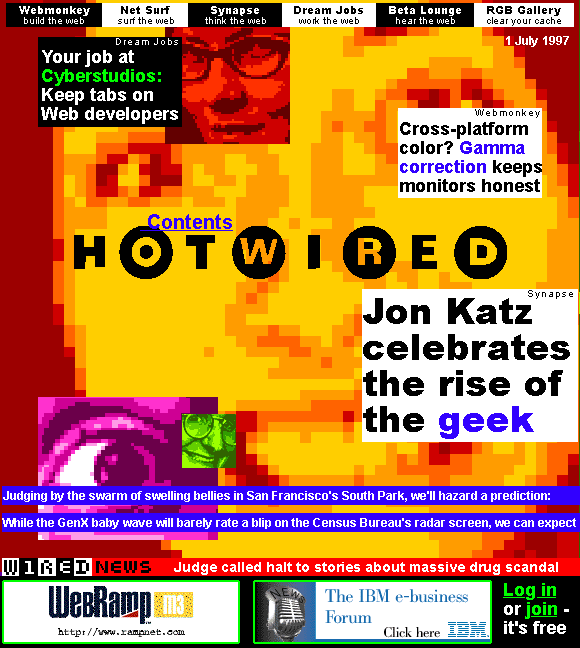 Webmonkey Net Surf Synapse Dream Jobs Beta Lounge RGB Gallery
build the web surf the web think the web work the web hear the web clear your cache
1 July 1997
Dream Jobs
Your job at
Cyberstudios:
Keep tabs on
Web developers
Webmonkey
Cross-platform
color? Gamma
correction keeps
monitors honest
Contents
HOTWIRED
Synapse
Jon Katz
celebrates
the rise of
the geek
Judging by the swarm of swelling bellies in San Francisco's South Park, we'll hazard a prediction:
While the GenX baby wave will barely rate a blip on the Census Bureau's radar screen, we can expect
WIRED NEWS Judge called halt to stories about massive drug scandal
WebRamp m3
http://www.rampnet.com
NEWS
The IBM e-business
Forum
Click here IBM
Log in
or join -
it's free